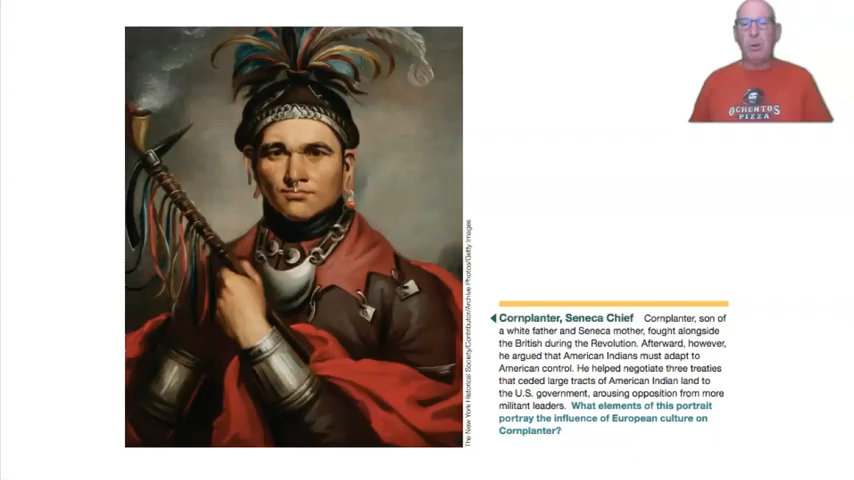 OCHENTOS
PIZZA
The New York Historical Society/Contributor/Archive Photos/Getty Images
Cornplanter, Seneca Chief Cornplanter, son of
a white father and Seneca mother, fought alongside
the British during the Revolution. Afterward, however,
he argued that American Indians must adapt to
American control. He helped negotiate three treaties
that ceded large tracts of American Indian land to
the U.S. government, arousing opposition from more
militant leaders. What elements of this portrait
portray the influence of European culture on
Cornplanter?